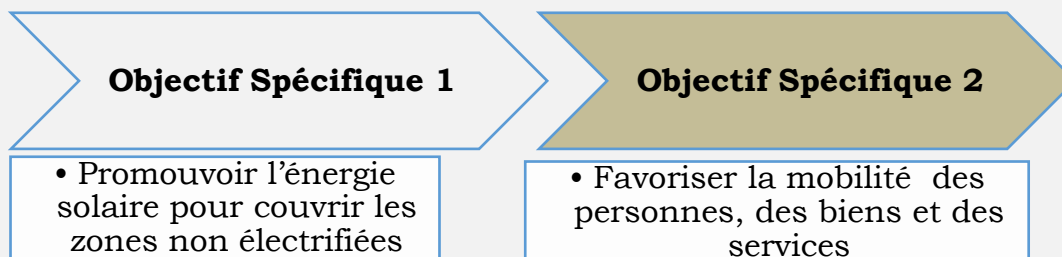 Objectif Spécifique 1
• Promouvoir l’énergie
solaire pour couvrir les
zones non électrifiées
Objectif Spécifique 2
• Favoriser la mobilité des
personnes, des biens et des
services